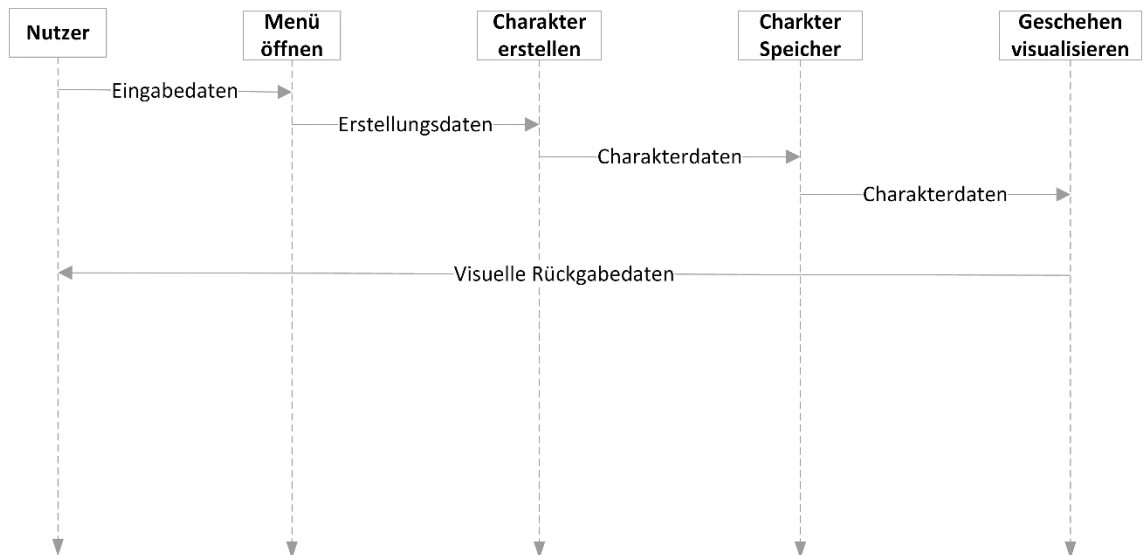 Nutzer
Menü
öffnen
Charakter
erstellen
Charkter
Speicher
Geschehen
visualisieren
Eingabedaten
Erstellungsdaten
Charakterdaten
Charakterdaten
Visuelle Rückgabedaten